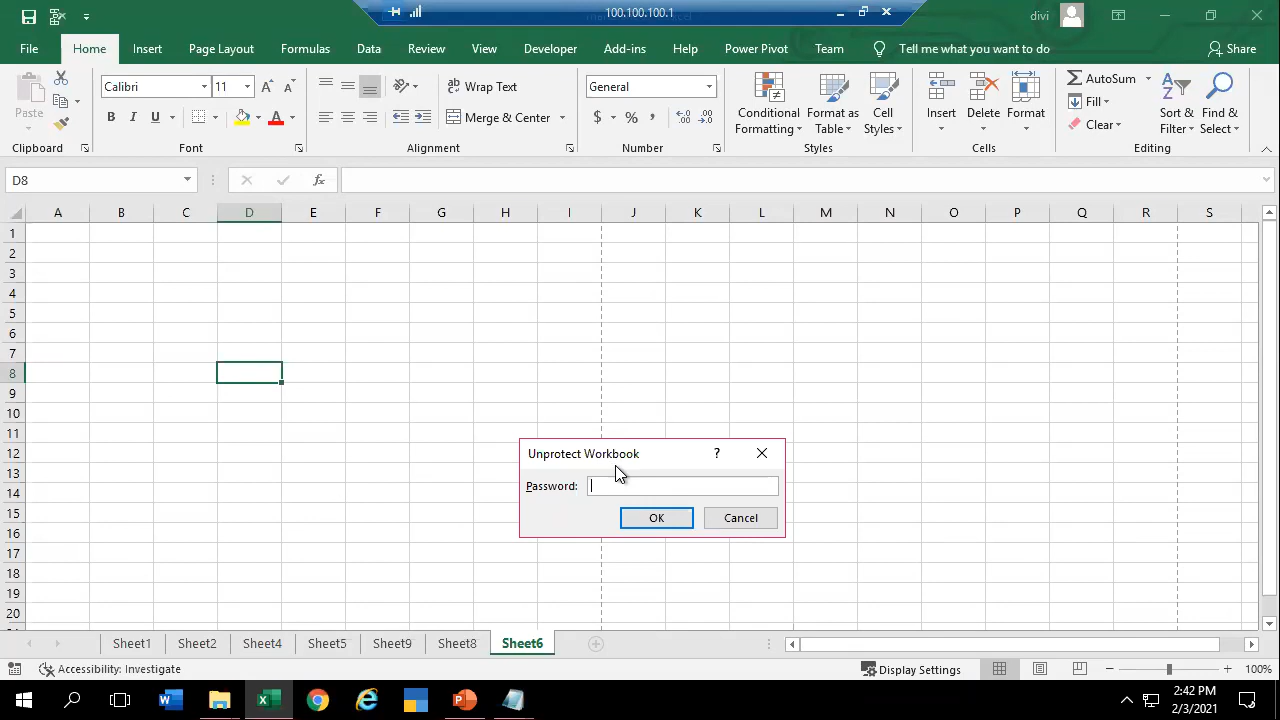 100.100.100.1
divi
File Home Insert Page Layout Formulas Data Review View Developer Add-ins Help Power Pivot Team Tell me what you want to do Share
Paste
Clipboard
Calibri 11 A A
B I U A
Font
ab Wrap Text
Merge & Center
Alignment
General
$ % ,
Number
Conditional Formatting
Format as Table
Cell Styles
Styles
Insert Delete Format
Cells
AutoSum
Fill
Clear
Sort & Filter
Find & Select
Editing
D8 fx
A B C D E F G H I J K L M N O P Q R S
1
2
3
4
5
6
7
8
9
10
11
12
13
14
15
16
17
18
19
20
Unprotect Workbook ?
Password:
OK Cancel
Sheet1 Sheet2 Sheet4 Sheet5 Sheet9 Sheet8 Sheet6
Accessibility: Investigate Display Settings 100%
2:42 PM
2/3/2021